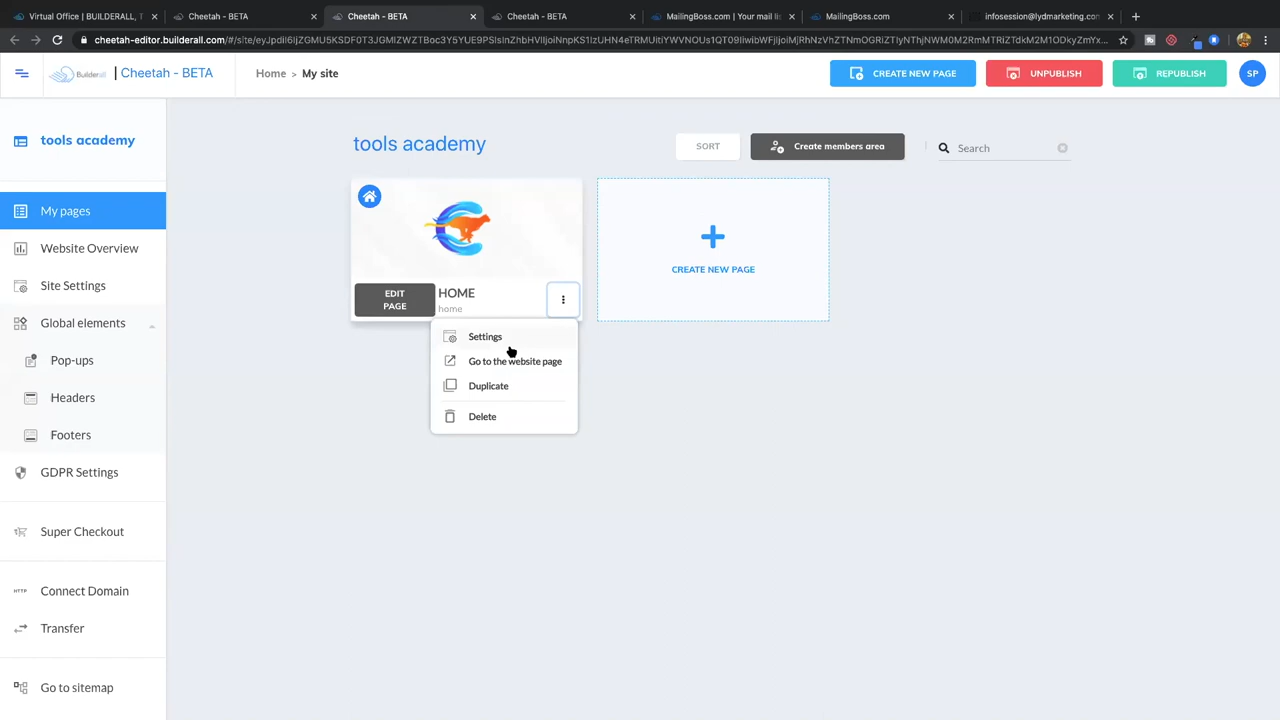 Virtual Office | BUILDERALL, T
Cheetah - BETA
Cheetah - BETA
Cheetah - BETA
MailingBoss.com | Your mail li
MailingBoss.com
infosession@lydmarketing.com
Builderall
| Cheetah - BETA
Home > My site
CREATE NEW PAGE
UNPUBLISH
REPUBLISH
SP
tools academy
My pages
Website Overview
Site Settings
Global elements
Pop-ups
Headers
Footers
GDPR Settings
Super Checkout
HTTP
Connect Domain
Transfer
Go to sitemap
tools academy
SORT
Create members area
Search
EDIT
PAGE
HOME
home
Settings
Go to the website page
Duplicate
Delete
CREATE NEW PAGE